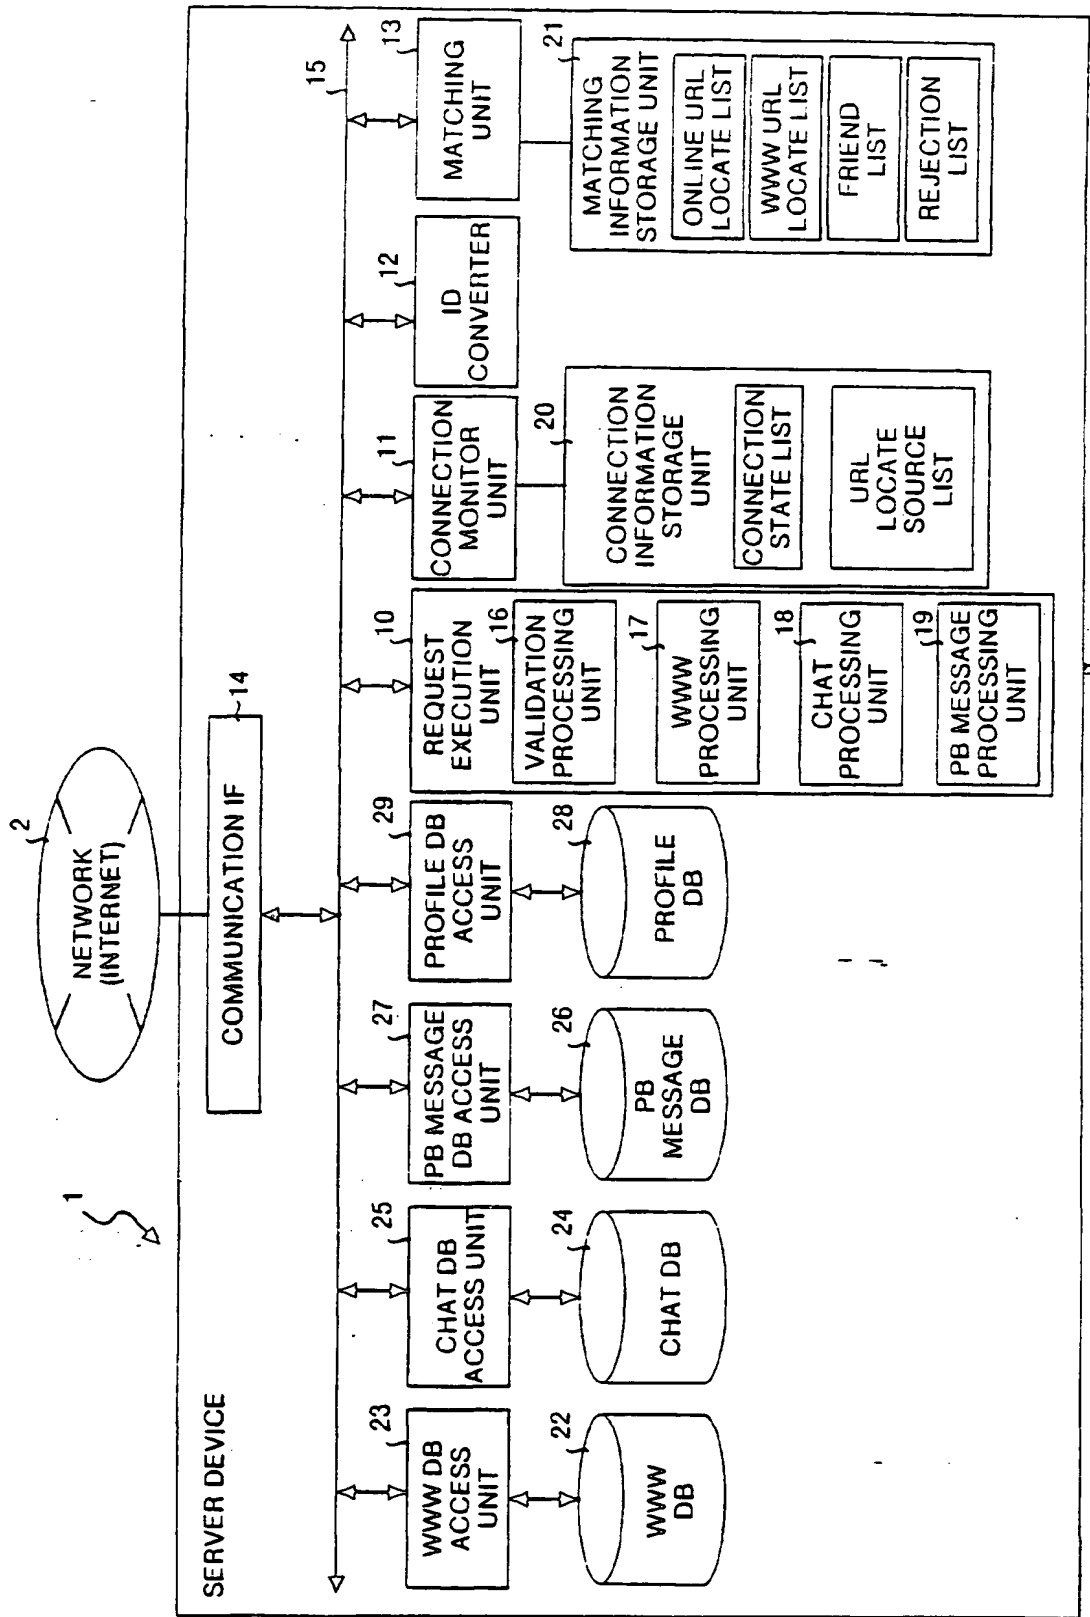 2
NETWORK
(INTERNET)
1
SERVER DEVICE
COMMUNICATION IF
14
15
23
WWW DB
ACCESS
UNIT
22
WWW
DB
25
CHAT DB
ACCESS UNIT
24
CHAT DB
27
PB MESSAGE
DB ACCESS
UNIT
26
PB
MESSAGE
DB
29
PROFILE DB
ACCESS
UNIT
28
PROFILE
DB
10
REQUEST
EXECUTION
UNIT
16
VALIDATION
PROCESSING
UNIT
17
WWW
PROCESSING
UNIT
18
CHAT
PROCESSING
UNIT
19
PB MESSAGE
PROCESSING
UNIT
11
CONNECTION
MONITOR
UNIT
20
CONNECTION
INFORMATION
STORAGE
UNIT
CONNECTION
STATE LIST
URL
LOCATE
SOURCE
LIST
12
ID
CONVERTER
13
MATCHING
UNIT
21
MATCHING
INFORMATION
STORAGE UNIT
ONLINE URL
LOCATE LIST
WWW URL
LOCATE LIST
FRIEND
LIST
REJECTION
LIST